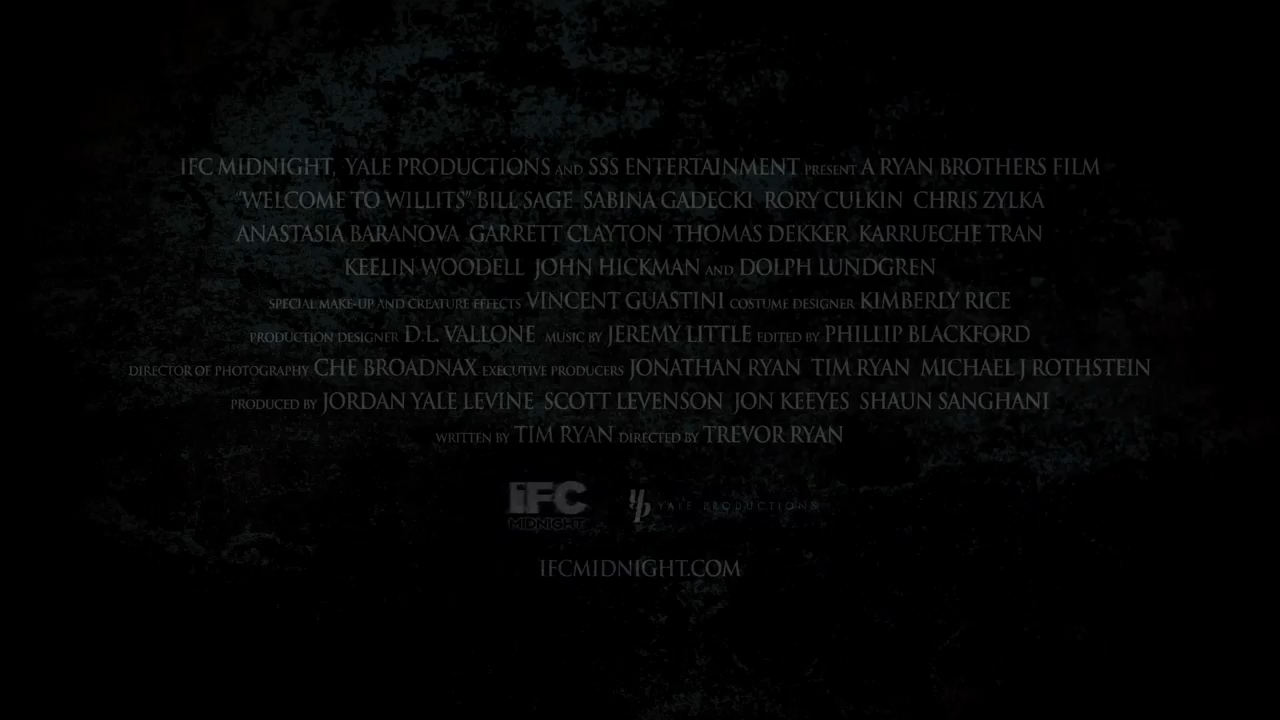 IFC MIDNIGHT, YALE PRODUCTIONS AND SSS ENTERTAINMENT PRESENT A RYAN BROTHERS FILM
"WELCOME TO WILLITS" BILL SAGE SABINA GADECKI RORY CULKIN CHRIS ZYLKA
ANASTASIA BARANOVA GARRETT CLAYTON THOMAS DEKKER KARRUECHE TRAN
KEELIN WOODELL JOHN HICKMAN AND DOLPH LUNDGREN
SPECIAL MAKE-UP AND CREATURE EFFECTS VINCENT GUASTINI COSTUME DESIGNER KIMBERLY RICE
PRODUCTION DESIGNER D.L. VALLONE MUSIC BY JEREMY LITTLE EDITED BY PHILLIP BLACKFORD
DIRECTOR OF PHOTOGRAPHY CHE BROADNAX EXECUTIVE PRODUCERS JONATHAN RYAN TIM RYAN MICHAEL J ROTHSTEIN
PRODUCED BY JORDAN YALE LEVINE SCOTT LEVENSON JON KEEYES SHAUN SANGHANI
WRITTEN BY TIM RYAN DIRECTED BY TREVOR RYAN
IFC MIDNIGHT yp YALE PRODUCTIONS
IFCMIDNIGHT.COM